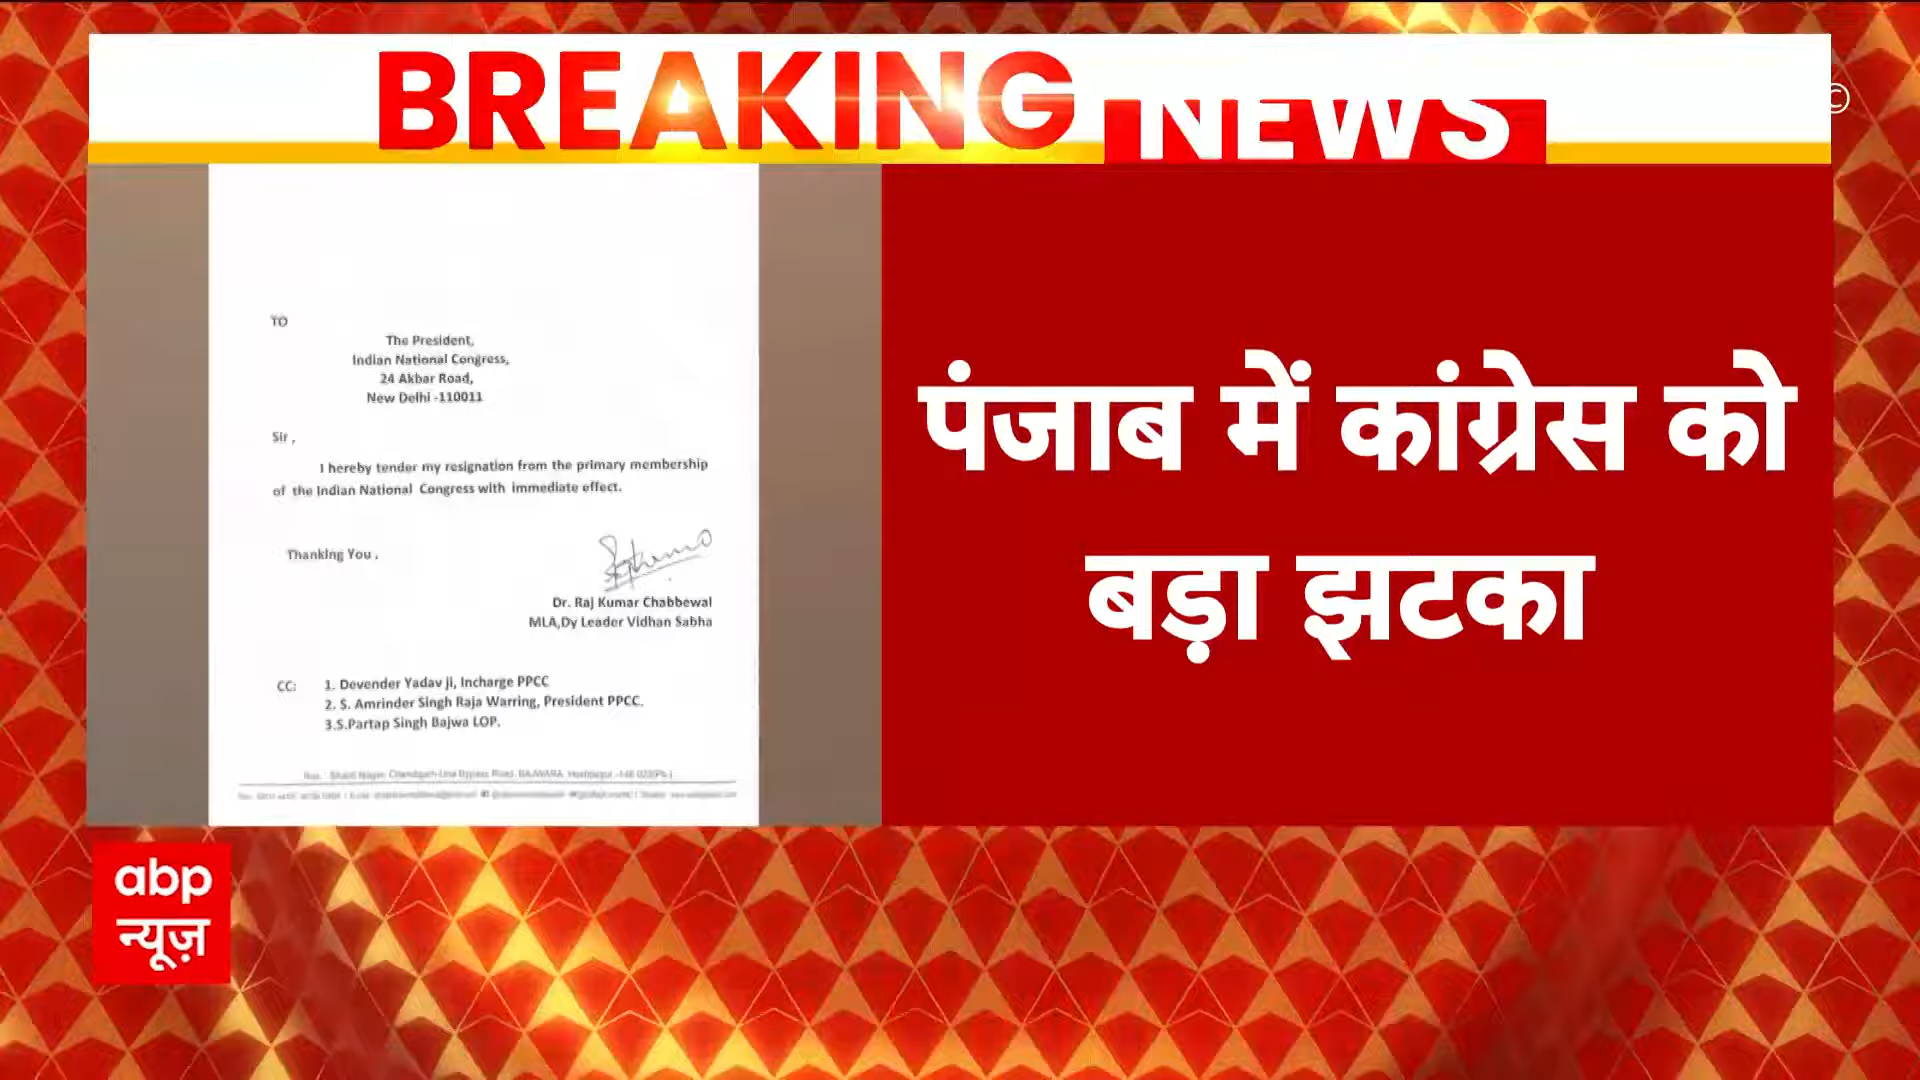 BREAKING NEWS
©
TO
The President,
Indian National Congress,
24 Akbar Road,
New Delhi -110011
Sir ,
I hereby tender my resignation from the primary membership
of the Indian National Congress with immediate effect.
Thanking You .
Dr. Raj Kumar Chabbewal
MLA,Dy Leader Vidhan Sabha
CC: 1. Devender Yadav ji, Incharge PPCC
2. S. Amrinder Singh Raja Warring, President PPCC.
3.S.Partap Singh Bajwa LOP.
पंजाब में कांग्रेस को
बड़ा झटका
abp
न्यूज़